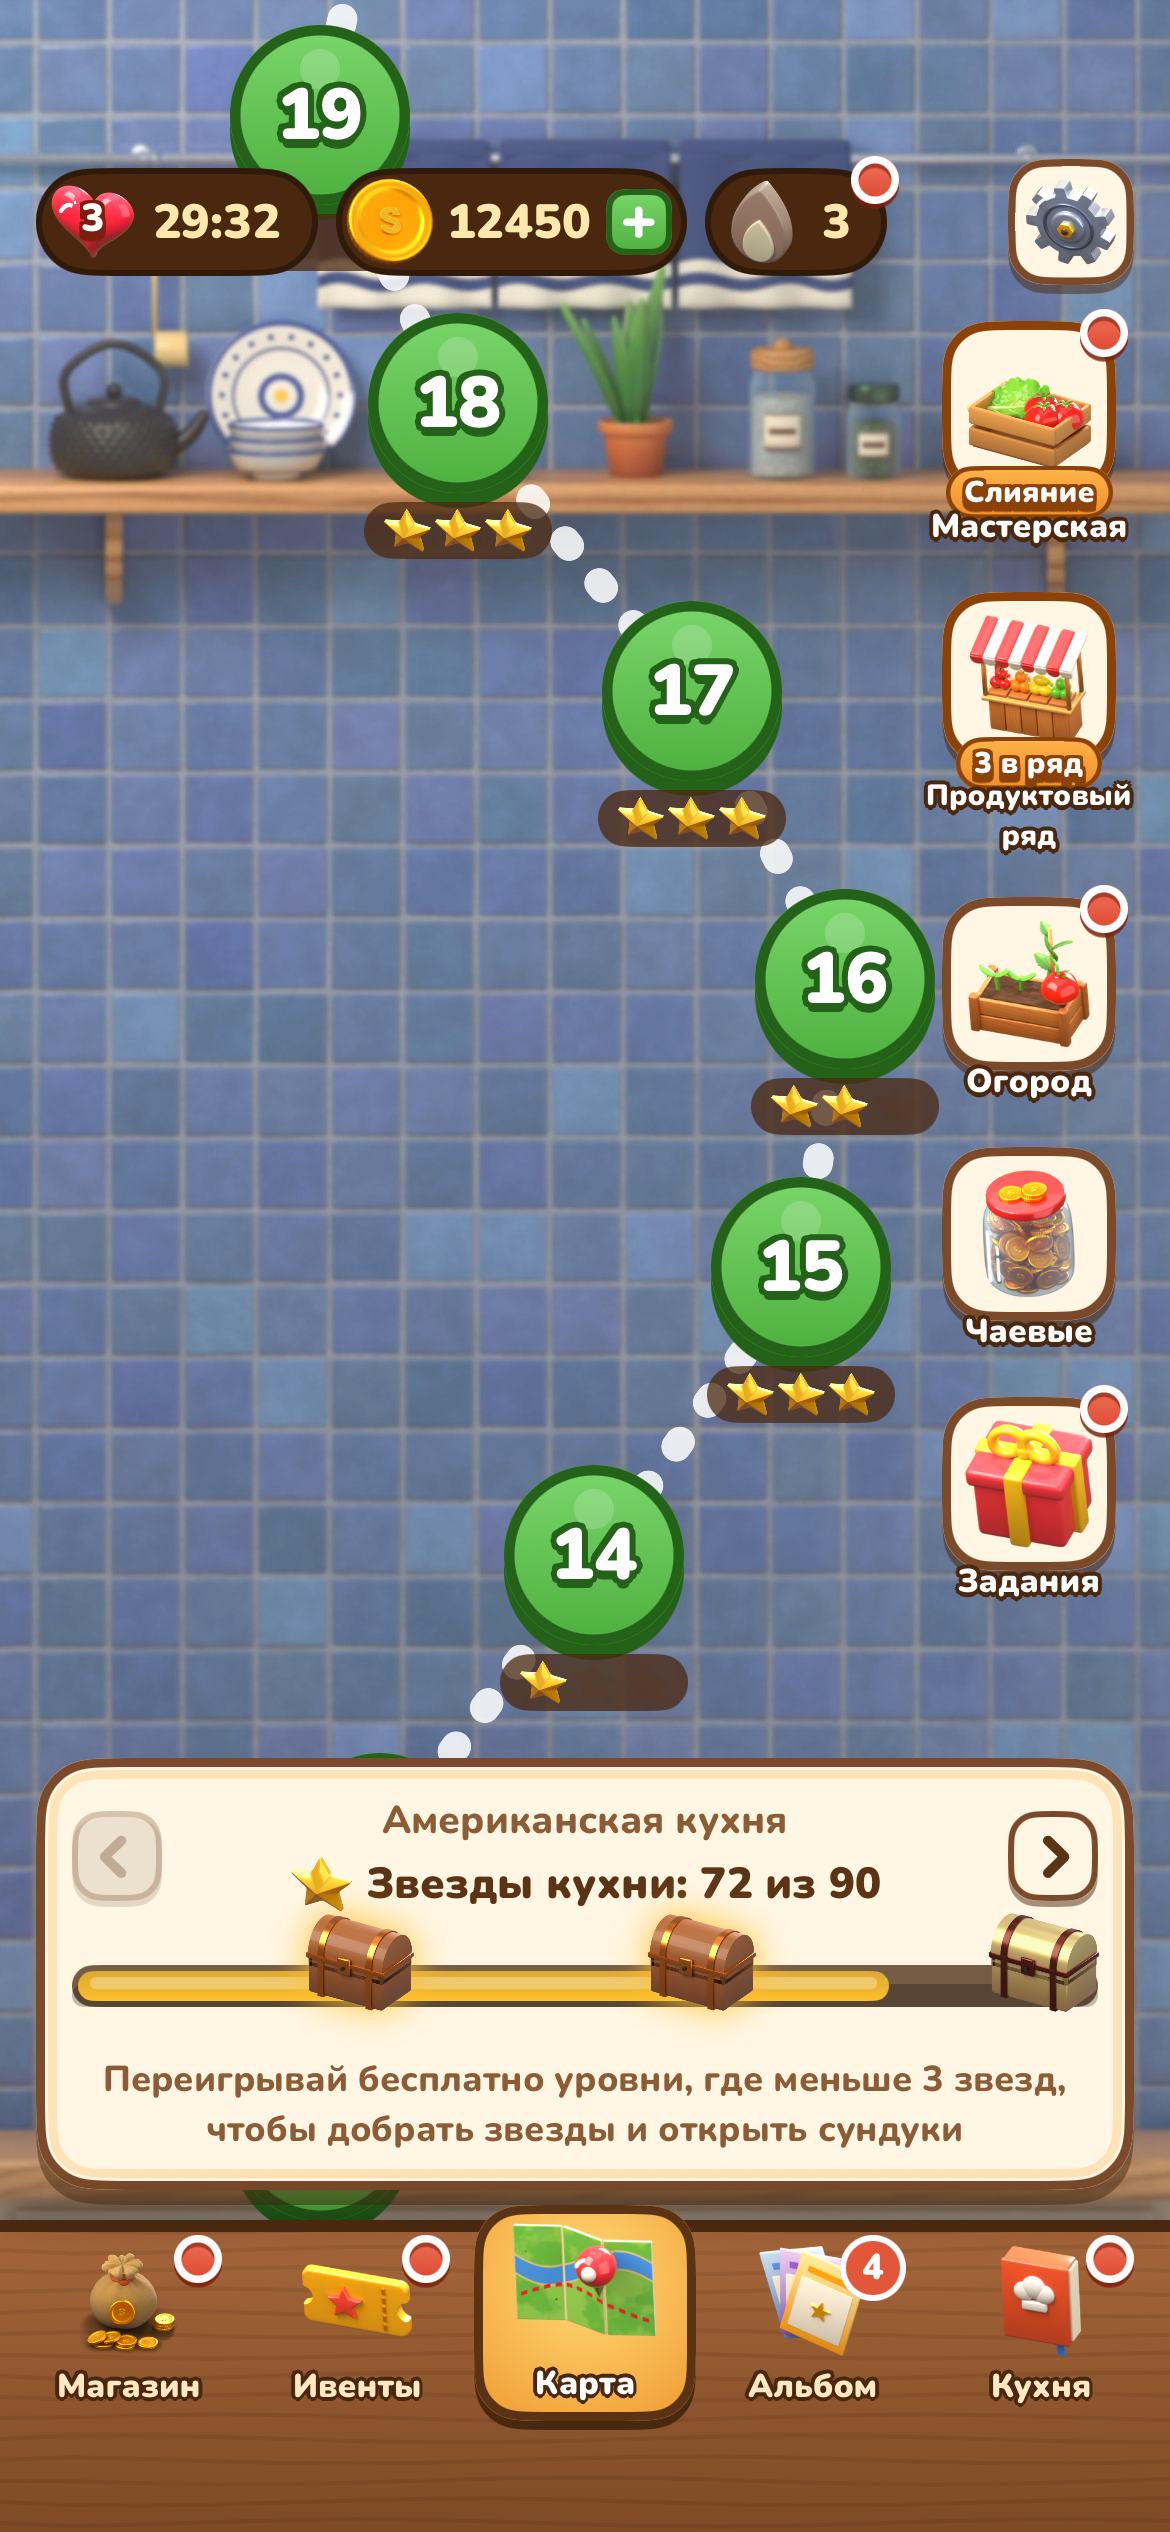 19
3 29:32
12450
3
18
Слияние
Мастерская
17
3 в ряд
Продуктовый
ряд
16
Огород
15
Чаевые
14
Задания
Американская кухня
Звезды кухни: 72 из 90
Переигрывай бесплатно уровни, где меньше 3 звезд,
чтобы добрать звезды и открыть сундуки
4
Магазин
Ивенты
Карта
Альбом
Кухня